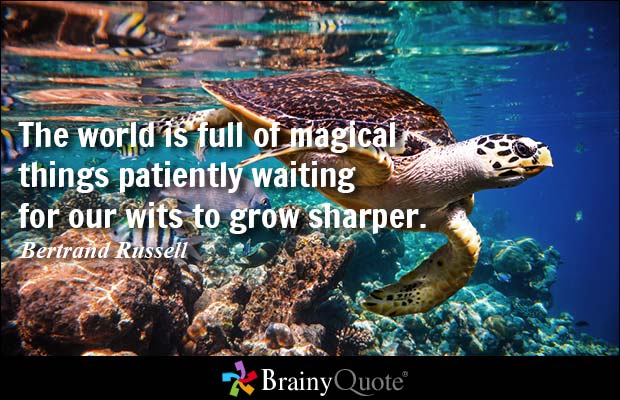 The world is full of magical
things patiently waiting
for our wits to grow sharper.
Bertrand Russell
BrainyQuote®